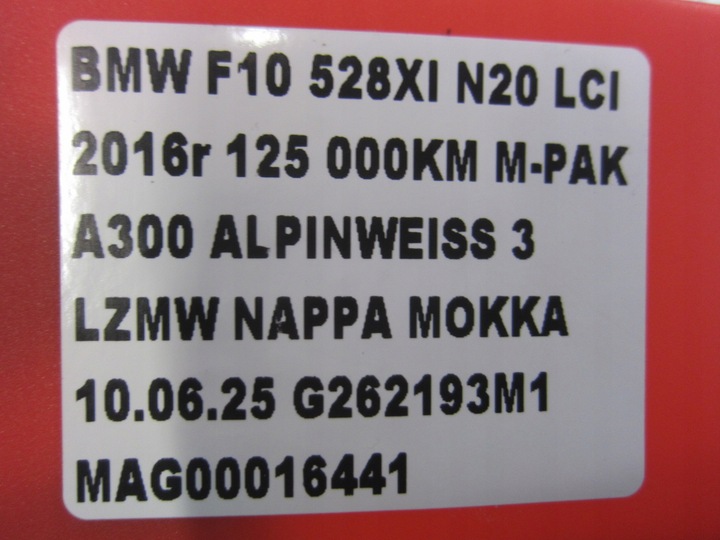 BMW F10 528XI N20 LCI
2016r 125 000KM M-PAK
A300 ALPINWEISS 3
LZMW NAPPA MOKKA
10.06.25 G262193M1
MAG00016441